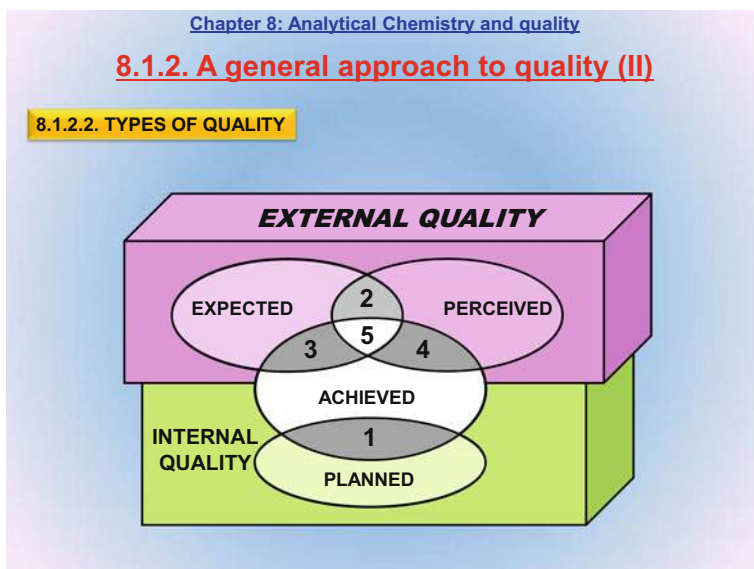 Chapter 8: Analytical Chemistry and quality
8.1.2. A general approach to quality (II)
8.1.2.2. TYPES OF QUALITY
EXTERNAL QUALITY
EXPECTED
2
PERCEIVED
3
5
4
ACHIEVED
INTERNAL
QUALITY
1
PLANNED